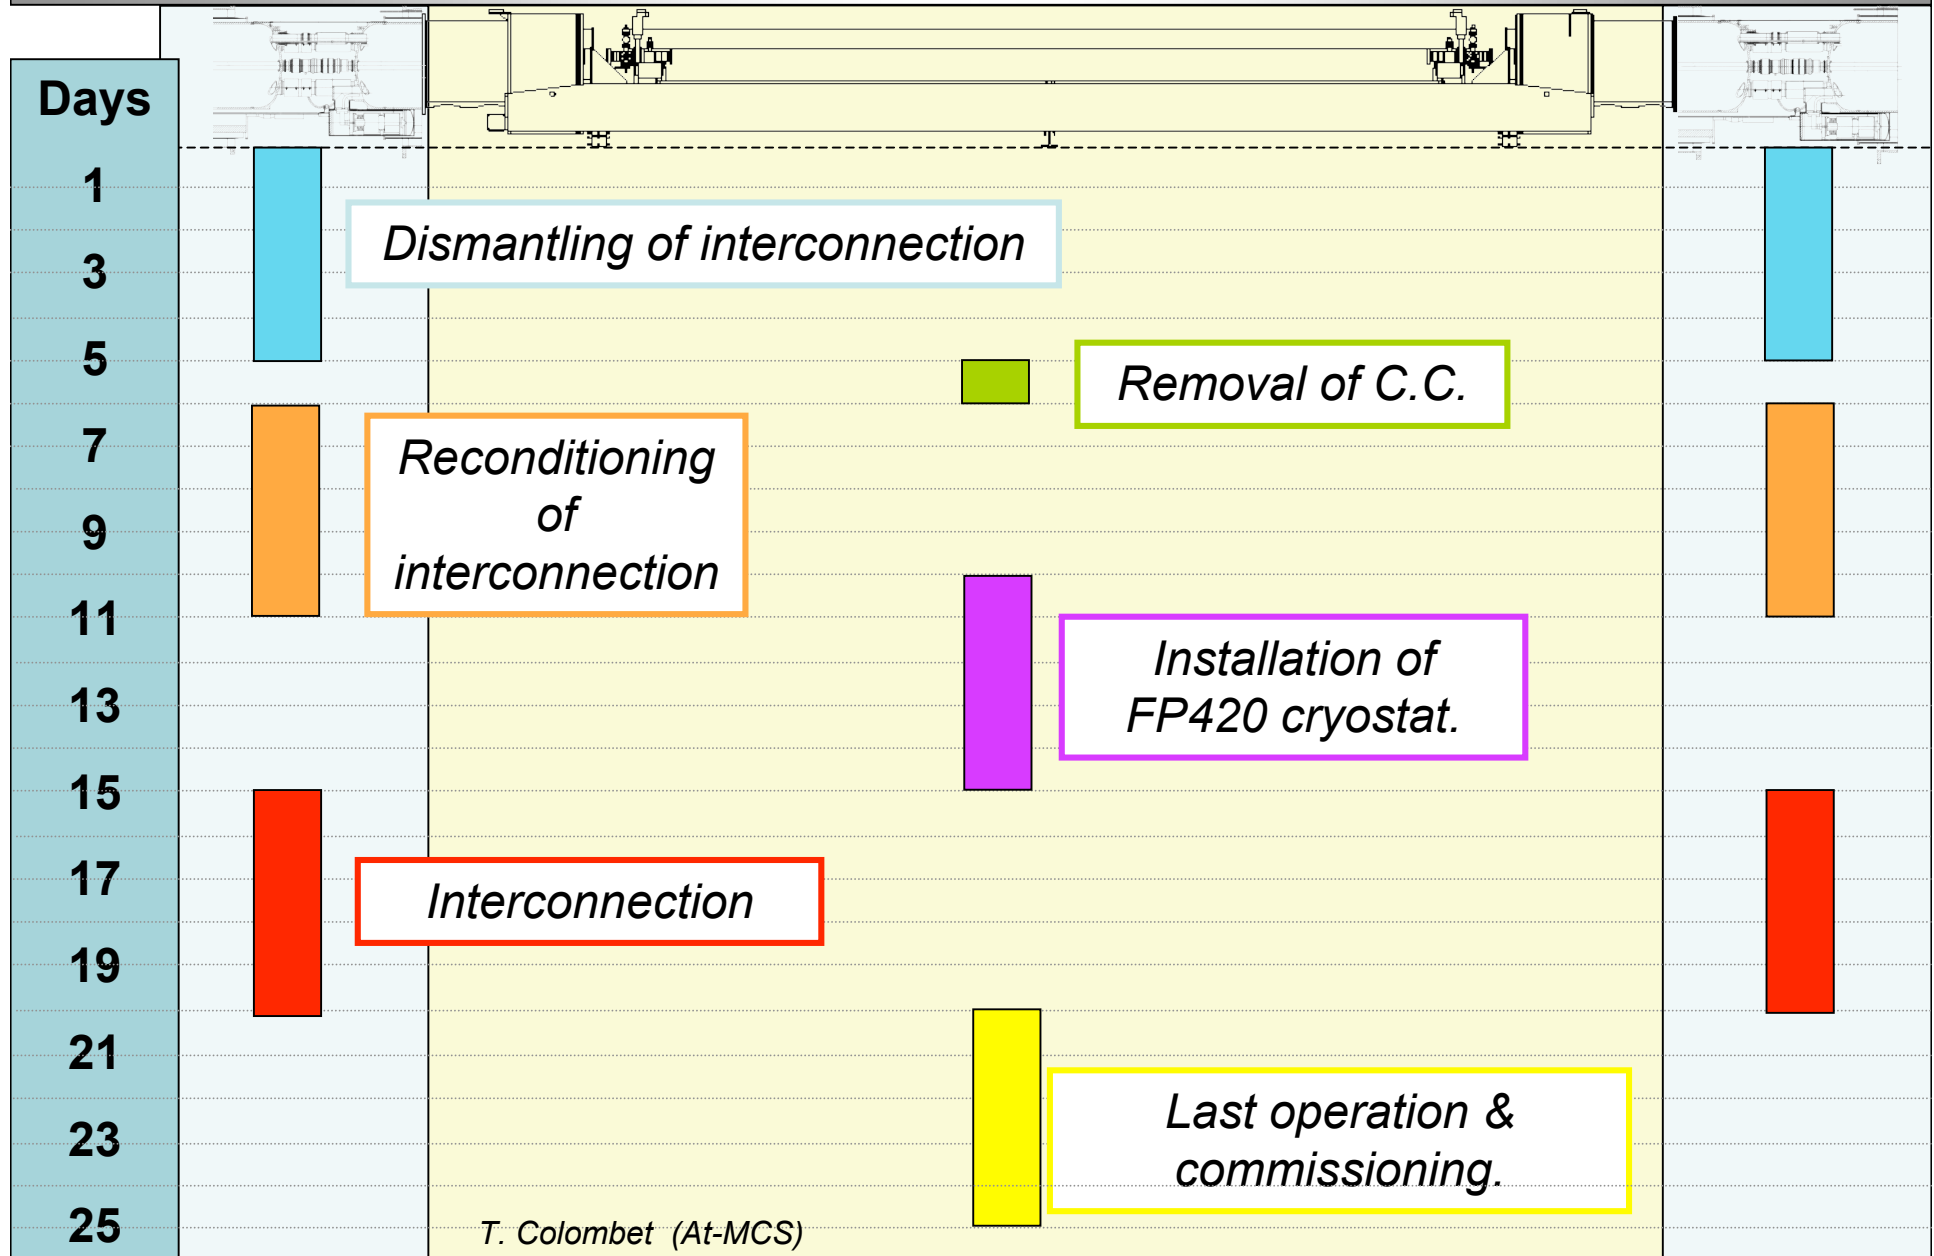 Days
1
3
Dismantling of interconnection
5
Removal of C.C.
7
Reconditioning
of
interconnection
9
11
Installation of
FP420 cryostat.
13
15
17
Interconnection
19
21
Last operation &
commissioning.
23
25
T. Colombet (At-MCS)